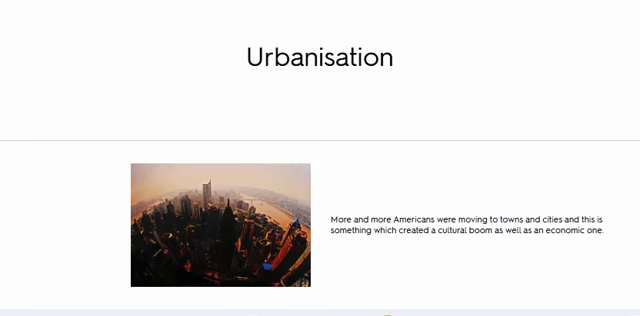 Urbanisation
More and more Americans were moving to towns and cities and this is
something which created a cultural boom as well as an economic one.